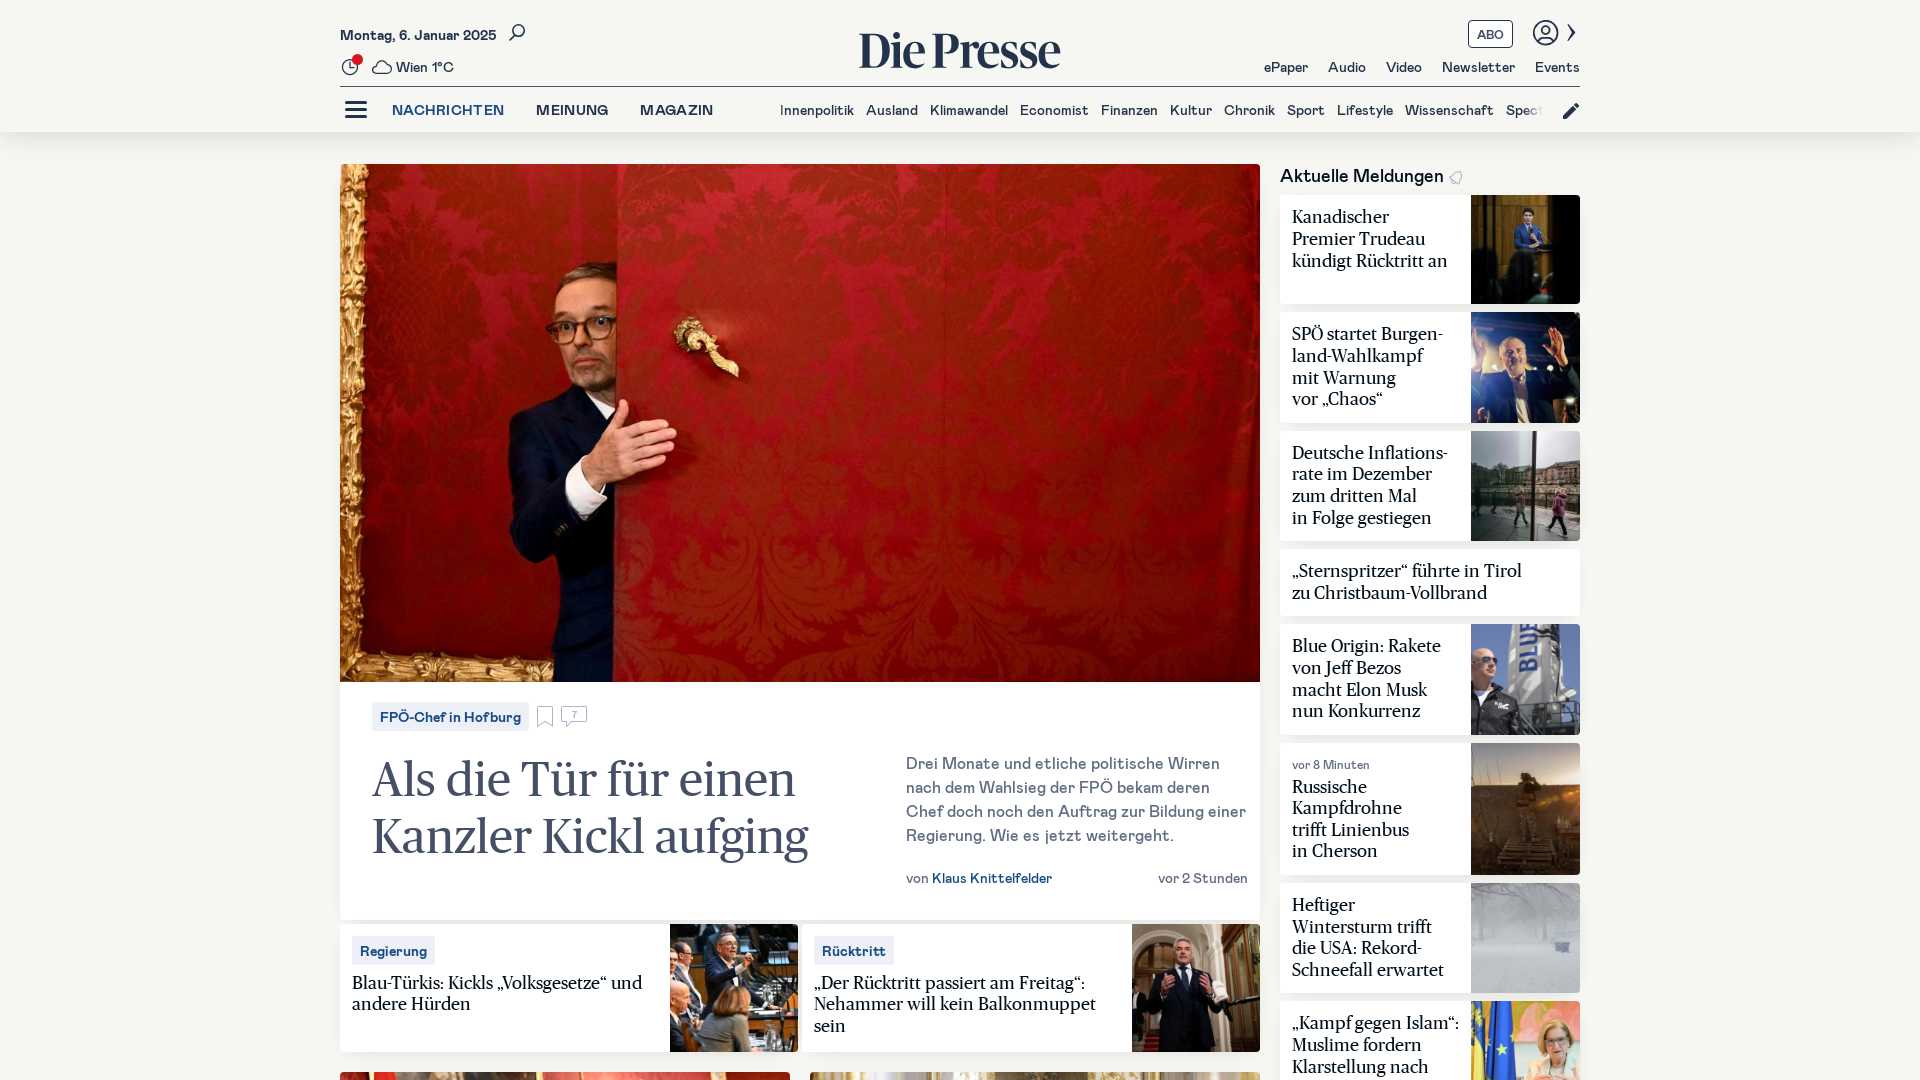 Montag, 6. Januar 2025
Wien 1°C
Die Presse
ABO
ePaper Audio Video Newsletter Events
NACHRICHTEN MEINUNG MAGAZIN
Innenpolitik Ausland Klimawandel Economist Finanzen Kultur Chronik Sport Lifestyle Wissenschaft Spect
FPÖ-Chef in Hofburg
7
Als die Tür für einen
Kanzler Kickl aufging
Drei Monate und etliche politische Wirren
nach dem Wahlsieg der FPÖ bekam deren
Chef doch noch den Auftrag zur Bildung einer
Regierung. Wie es jetzt weitergeht.
von Klaus Knittelfelder
vor 2 Stunden
Regierung
Blau-Türkis: Kickls „Volksgesetze“ und
andere Hürden
Rücktritt
„Der Rücktritt passiert am Freitag“:
Nehammer will kein Balkonmuppet
sein
Aktuelle Meldungen
Kanadischer
Premier Trudeau
kündigt Rücktritt an
SPÖ startet Burgen-
land-Wahlkampf
mit Warnung
vor „Chaos“
Deutsche Inflations-
rate im Dezember
zum dritten Mal
in Folge gestiegen
„Sternspritzer“ führte in Tirol
zu Christbaum-Vollbrand
Blue Origin: Rakete
von Jeff Bezos
macht Elon Musk
nun Konkurrenz
BLUE
vor 8 Minuten
Russische
Kampfdrohne
trifft Linienbus
in Cherson
Heftiger
Wintersturm trifft
die USA: Rekord-
Schneefall erwartet
„Kampf gegen Islam“:
Muslime fordern
Klarstellung nach